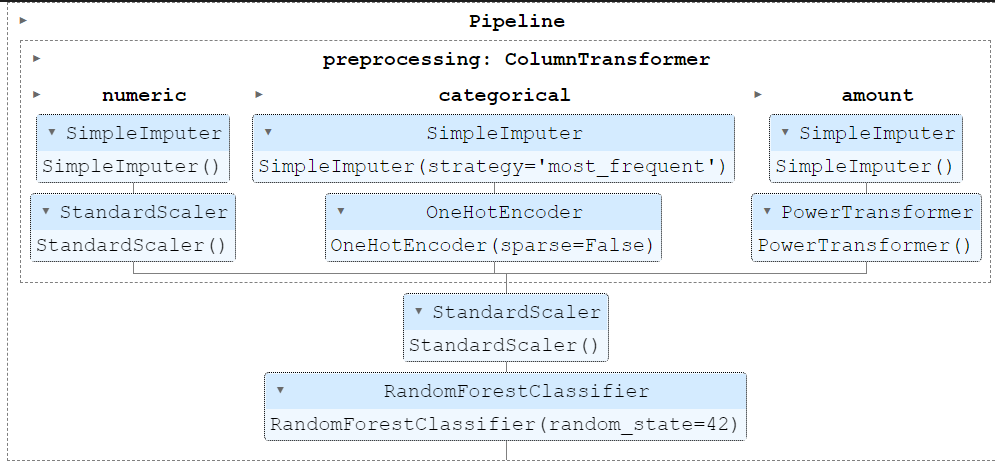 Pipeline
preprocessing: ColumnTransformer
numeric
categorical
amount
SimpleImputer
SimpleImputer
SimpleImputer
SimpleImputer()
SimpleImputer(strategy='most_frequent')
SimpleImputer()
StandardScaler
OneHotEncoder
PowerTransformer
StandardScaler()
OneHotEncoder(sparse=False)
PowerTransformer()
StandardScaler
StandardScaler()
RandomForestClassifier
RandomForestClassifier(random_state=42)